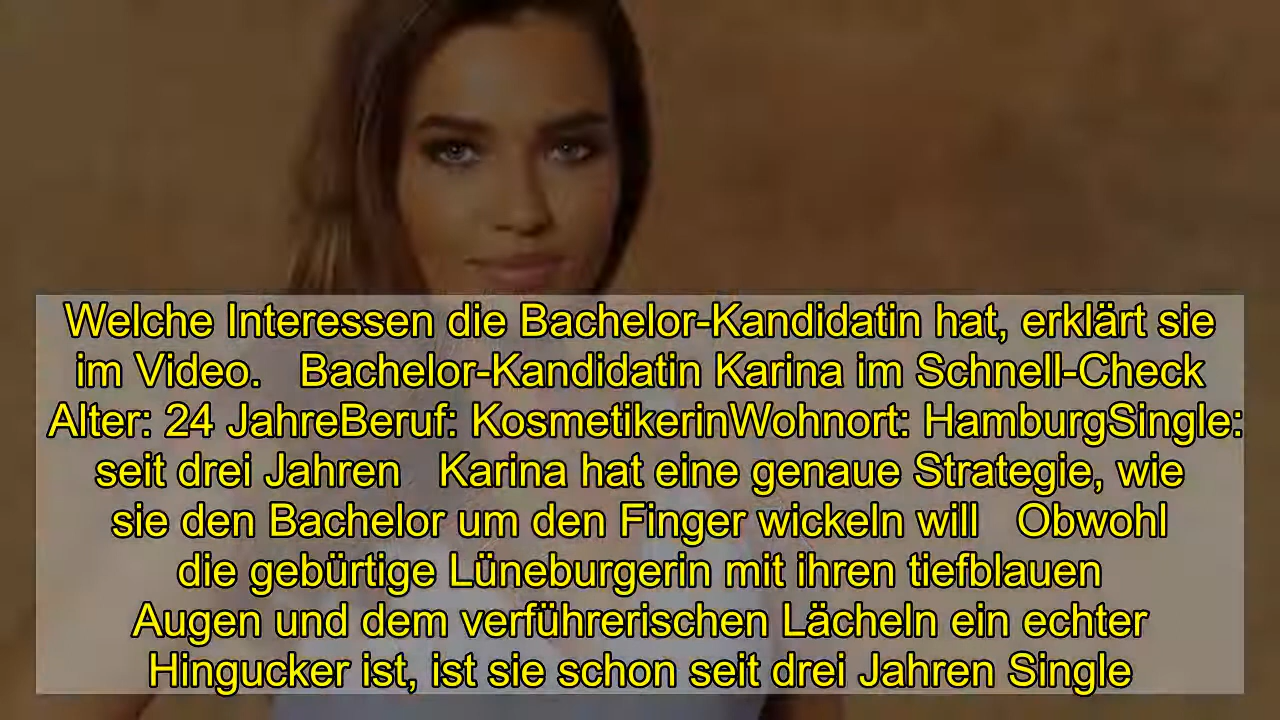 Welche Interessen die Bachelor-Kandidatin hat, erklärt sie
im Video.   Bachelor-Kandidatin Karina im Schnell-Check
Alter: 24 JahreBeruf: KosmetikerinWohnort: HamburgSingle:
seit drei Jahren   Karina hat eine genaue Strategie, wie
sie den Bachelor um den Finger wickeln will   Obwohl
die gebürtige Lüneburgerin mit ihren tiefblauen
Augen und dem verführerischen Lächeln ein echter
Hingucker ist, ist sie schon seit drei Jahren Single